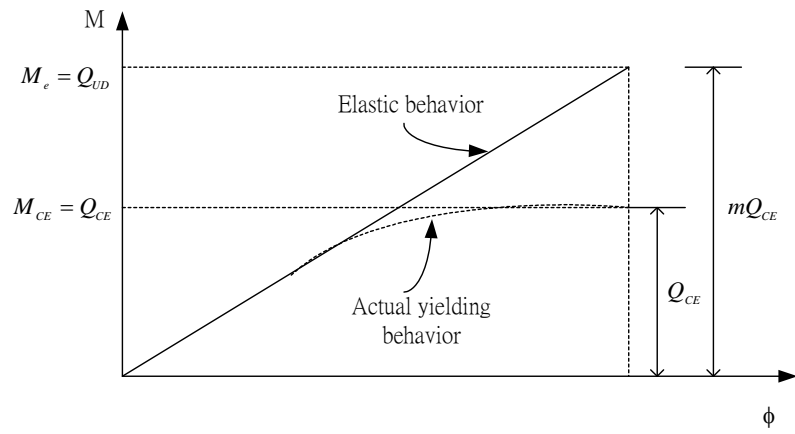 M
M_e = Q_UD
Elastic behavior
M_CE = Q_CE
mQ_CE
Q_CE
Actual yielding
behavior
ϕ